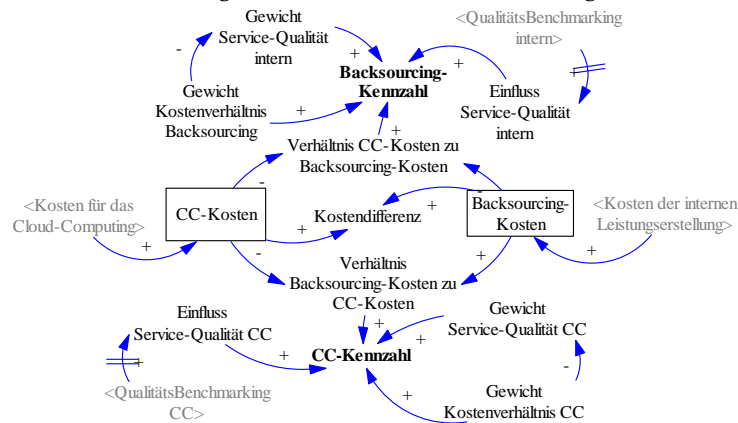 Gewicht
Service-Qualität
intern
<QualitätsBenchmarking
intern>
-
+
+
+
+
Backsourcing-
Kennzahl
Gewicht
Kostenverhältnis
Backsourcing
+
Einfluss
Service-Qualität
intern
+
Verhältnis CC-Kosten zu
Backsourcing-Kosten
-
-
<Kosten für das
Cloud-Computing>
CC-Kosten
Kostendifferenz
+
Backsourcing-
Kosten
<Kosten der internen
Leistungserstellung>
+
+
-
+
+
Verhältnis
Backsourcing-Kosten zu
CC-Kosten
Einfluss
Service-Qualität CC
Gewicht
Service-Qualität CC
+
+
+
+
CC-Kennzahl
-
<QualitätsBenchmarking
CC>
+
Gewicht
Kostenverhältnis CC